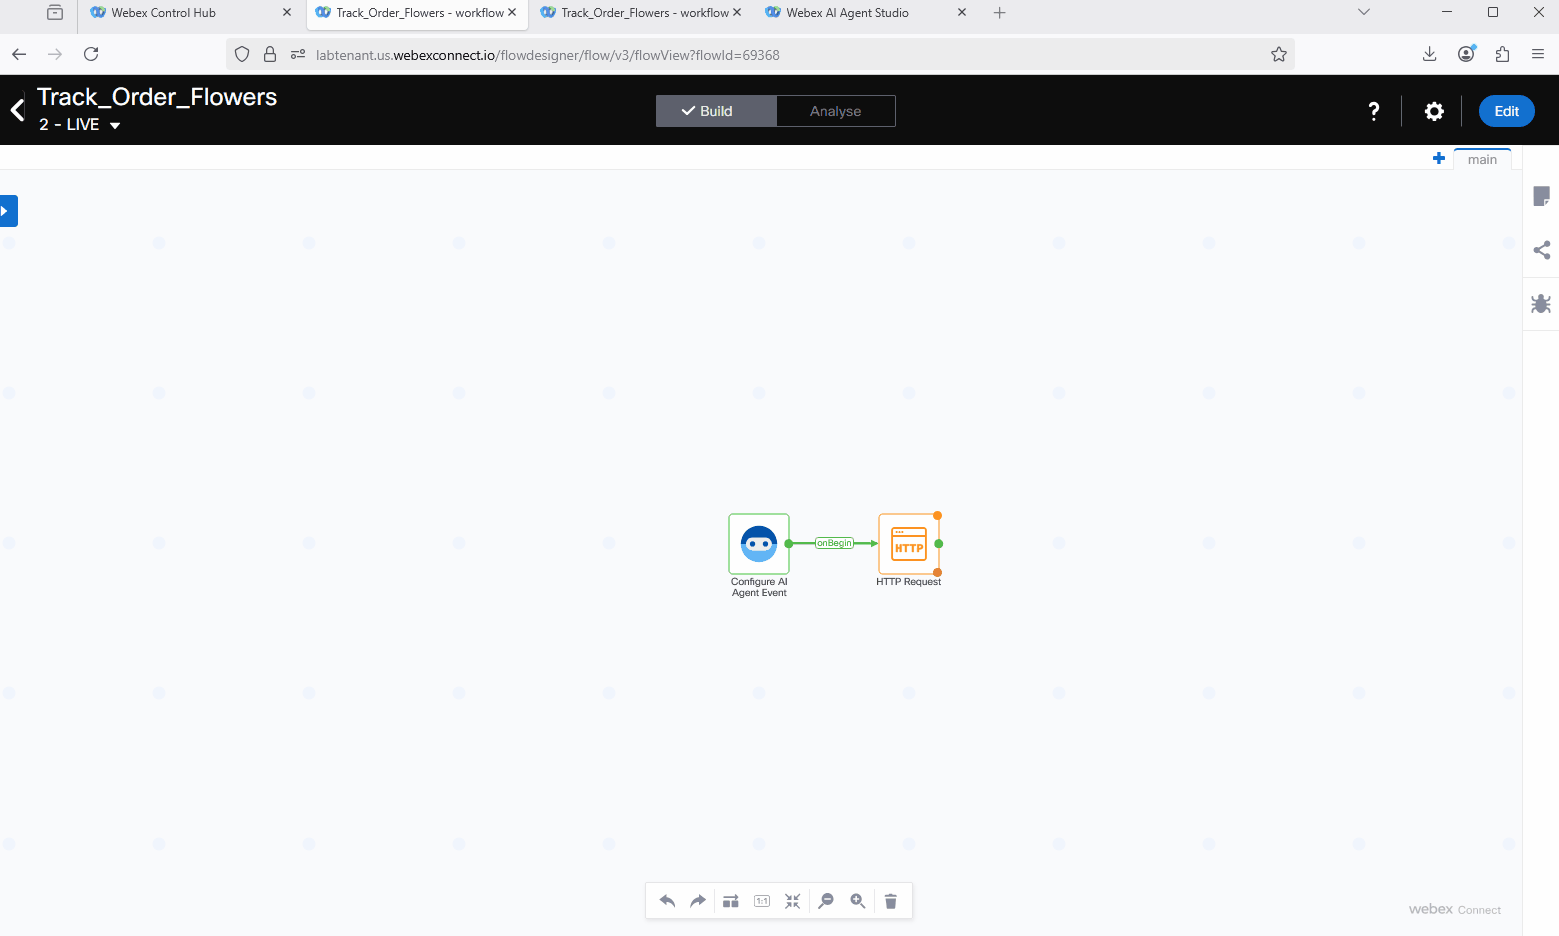 Webex Control Hub
Track_Order_Flowers - workflow
Track_Order_Flowers - workflow
Webex AI Agent Studio
labtenant.us.webexconnect.io/flowdesigner/flow/v3/flowView?flowId=69368
Track_Order_Flowers
2 - LIVE
Build
Analyse
?
Edit
main
onBegin
HTTP
Configure AI
Agent Event
HTTP Request
1:1
webex Connect